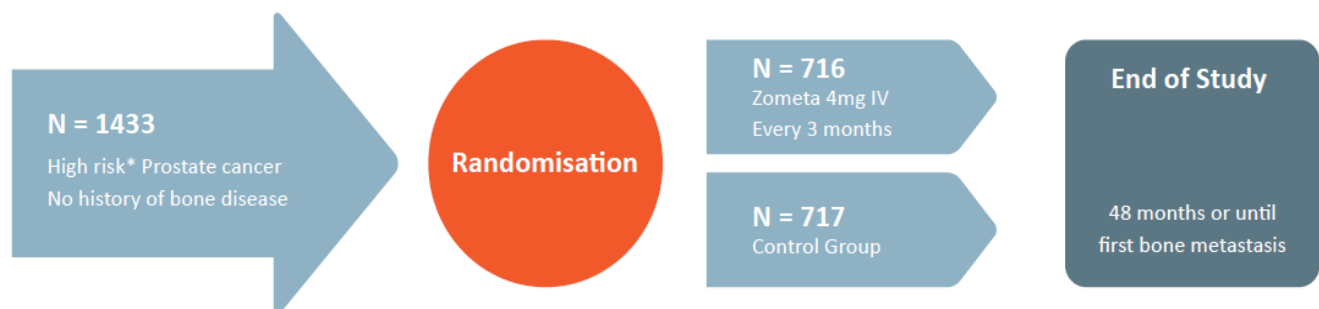 N = 1433
High risk* Prostate cancer
No history of bone disease
Randomisation
N = 716
Zometa 4mg IV
Every 3 months
N = 717
Control Group
End of Study
48 months or until
first bone metastasis